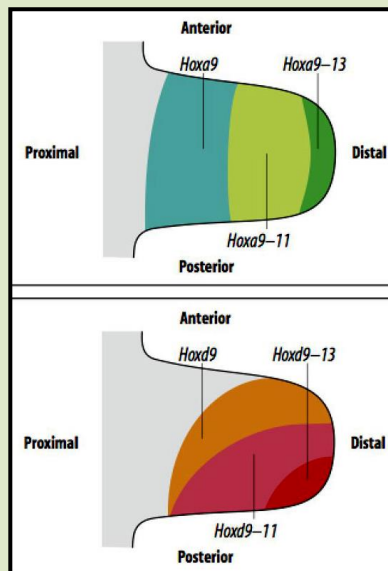 Anterior
Hoxa9 Hoxa9–13
Proximal Distal
Hoxa9–11
Posterior
Anterior
Hoxd9 Hoxd9–13
Proximal Distal
Hoxd9–11
Posterior